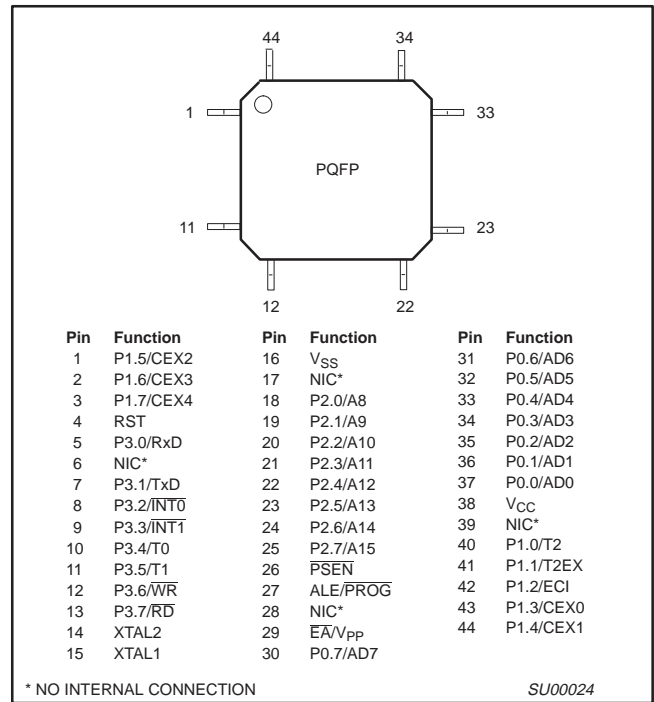 44 34
1 33
PQFP
11 23
12 22
Pin Function Pin Function Pin Function
1 P1.5/CEX2 16 VSS 31 P0.6/AD6
2 P1.6/CEX3 17 NIC* 32 P0.5/AD5
3 P1.7/CEX4 18 P2.0/A8 33 P0.4/AD4
4 RST 19 P2.1/A9 34 P0.3/AD3
5 P3.0/RxD 20 P2.2/A10 35 P0.2/AD2
6 NIC* 21 P2.3/A11 36 P0.1/AD1
7 P3.1/TxD 22 P2.4/A12 37 P0.0/AD0
8 P3.2/I̅N̅T̅0̅ 23 P2.5/A13 38 VCC
9 P3.3/I̅N̅T̅1̅ 24 P2.6/A14 39 NIC*
10 P3.4/T0 25 P2.7/A15 40 P1.0/T2
11 P3.5/T1 26 P̅S̅E̅N̅ 41 P1.1/T2EX
12 P3.6/W̅R̅ 27 ALE/P̅R̅O̅G̅ 42 P1.2/ECI
13 P3.7/R̅D̅ 28 NIC* 43 P1.3/CEX0
14 XTAL2 29 E̅A̅/VPP 44 P1.4/CEX1
15 XTAL1 30 P0.7/AD7
* NO INTERNAL CONNECTION SU00024